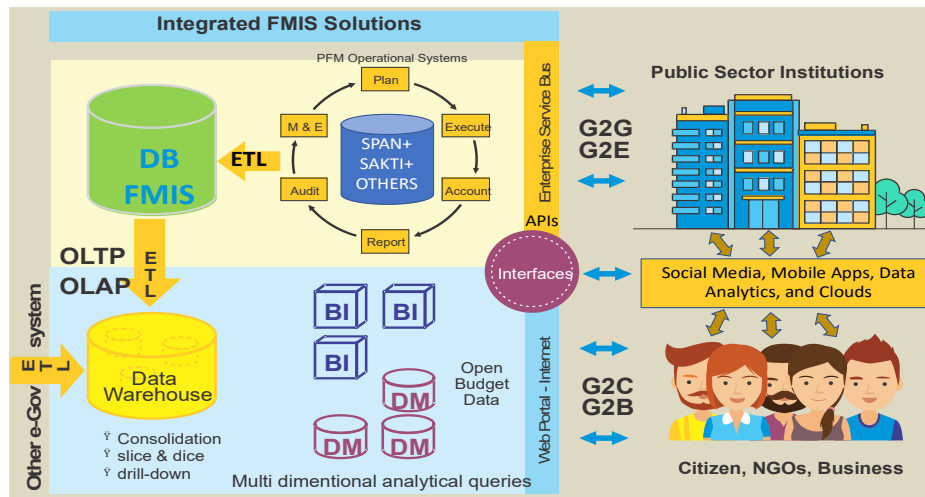 Integrated FMIS Solutions
PFM Operational Systems
Plan
M & E
Execute
SPAN+
SAKTI+
OTHERS
Audit
Account
Report
DB
FMIS
ETL
Enterprise Service Bus
APIs
Interfaces
G2G
G2E
Public Sector Institutions
Social Media, Mobile Apps, Data
Analytics, and Clouds
OLTP
OLAP
ETL
Other e-Gov system
ETL
Data
Warehouse
Ÿ Consolidation
Ÿ slice & dice
Ÿ drill-down
BI
BI
BI
DM
DM
DM
Open
Budget
Data
Multi dimentional analytical queries
Web Portal - Internet
G2C
G2B
Citizen, NGOs, Business